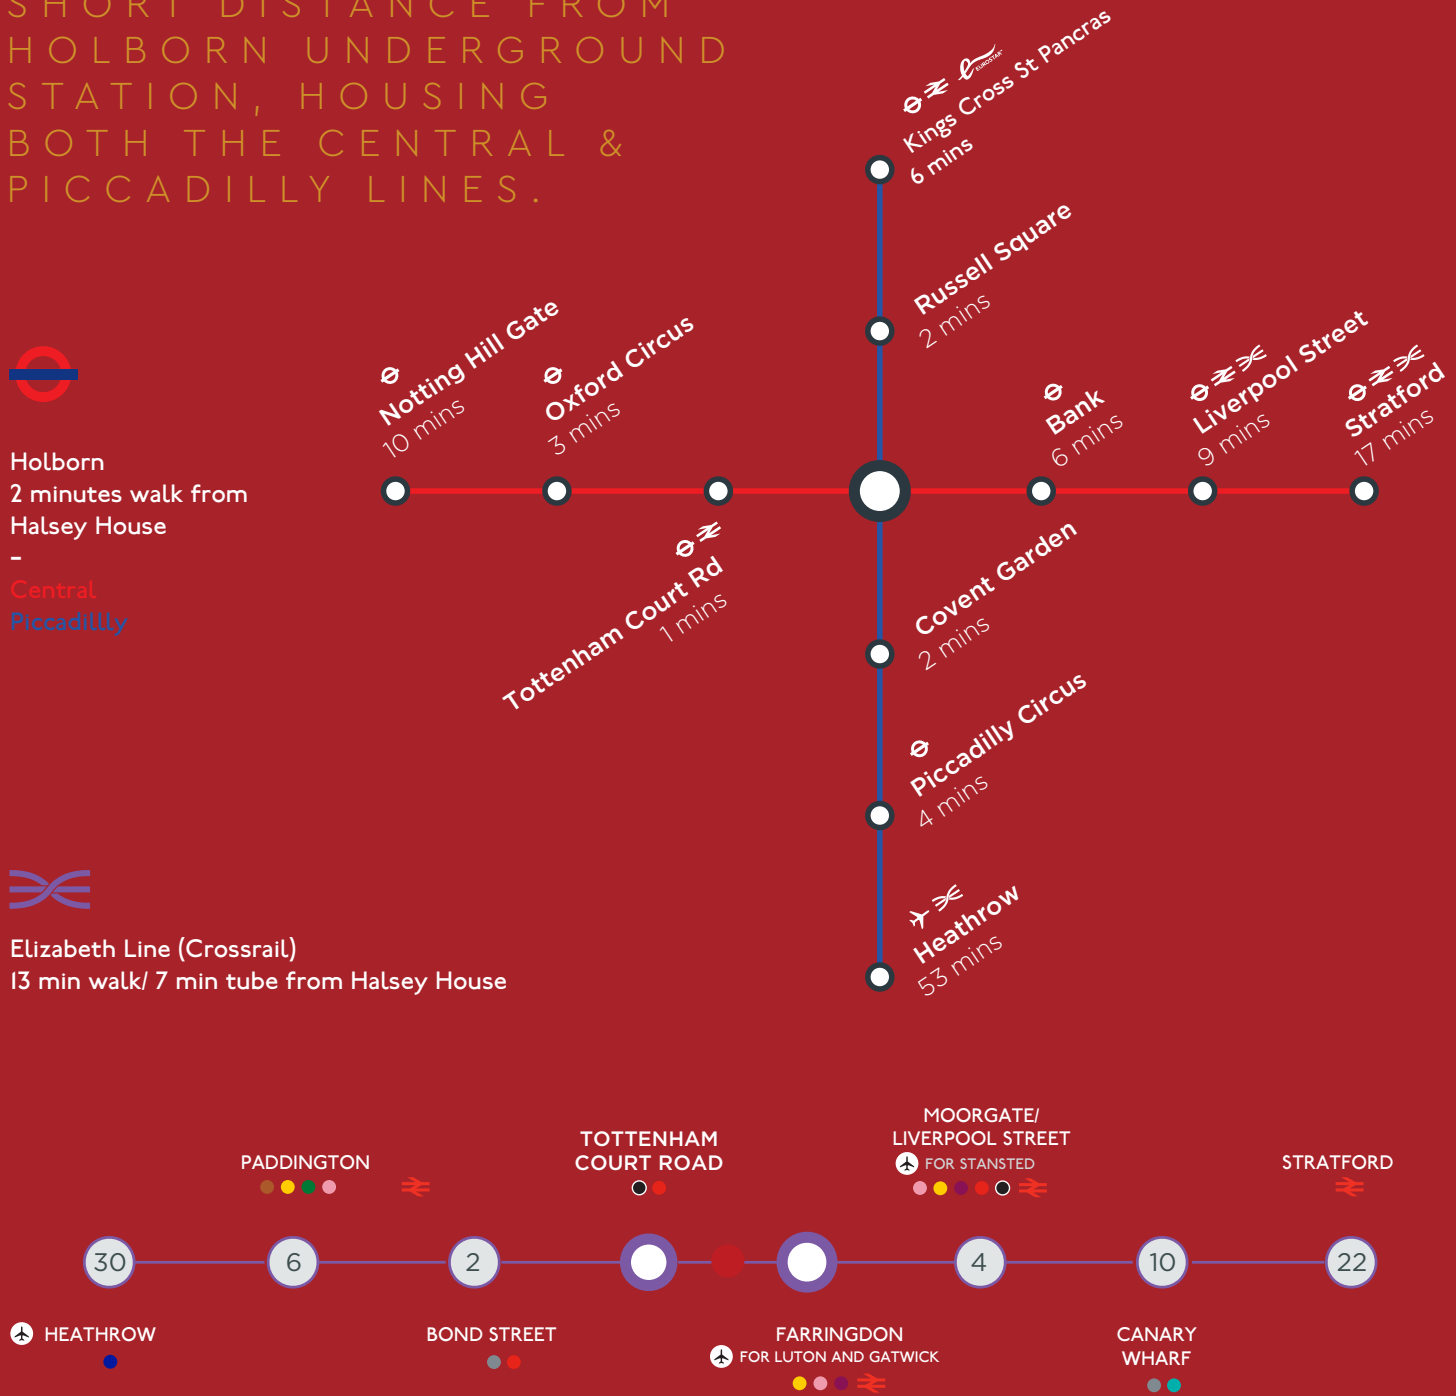 SHORT DISTANCE FROM
HOLBORN UNDERGROUND
STATION, HOUSING
BOTH THE CENTRAL &
PICCADILLY LINES.
EUROSTAR
Kings Cross St Pancras
6 mins
Russell Square
2 mins
Notting Hill Gate
10 mins
Oxford Circus
3 mins
Bank
6 mins
Liverpool Street
9 mins
Stratford
17 mins
Holborn
2 minutes walk from
Halsey House
–
Central
Piccadillly
Tottenham Court Rd
1 mins
Covent Garden
2 mins
Piccadilly Circus
4 mins
Heathrow
53 mins
Elizabeth Line (Crossrail)
13 min walk/ 7 min tube from Halsey House
PADDINGTON
TOTTENHAM
COURT ROAD
MOORGATE/
LIVERPOOL STREET
FOR STANSTED
STRATFORD
30
6
2
4
10
22
HEATHROW
BOND STREET
FARRINGDON
FOR LUTON AND GATWICK
CANARY
WHARF